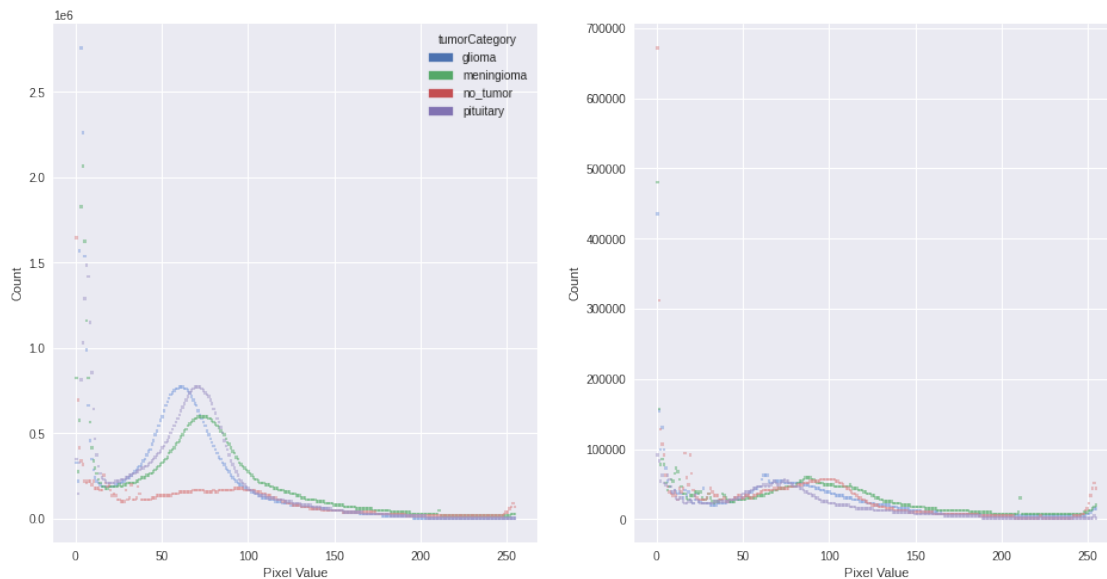 1e6
tumorCategory
glioma
meningioma
no_tumor
pituitary
2.5
2.0
1.5
1.0
0.5
0.0
Count
0 50 100 150 200 250
Pixel Value
700000
600000
500000
400000
300000
200000
100000
0
Count
0 50 100 150 200 250
Pixel Value